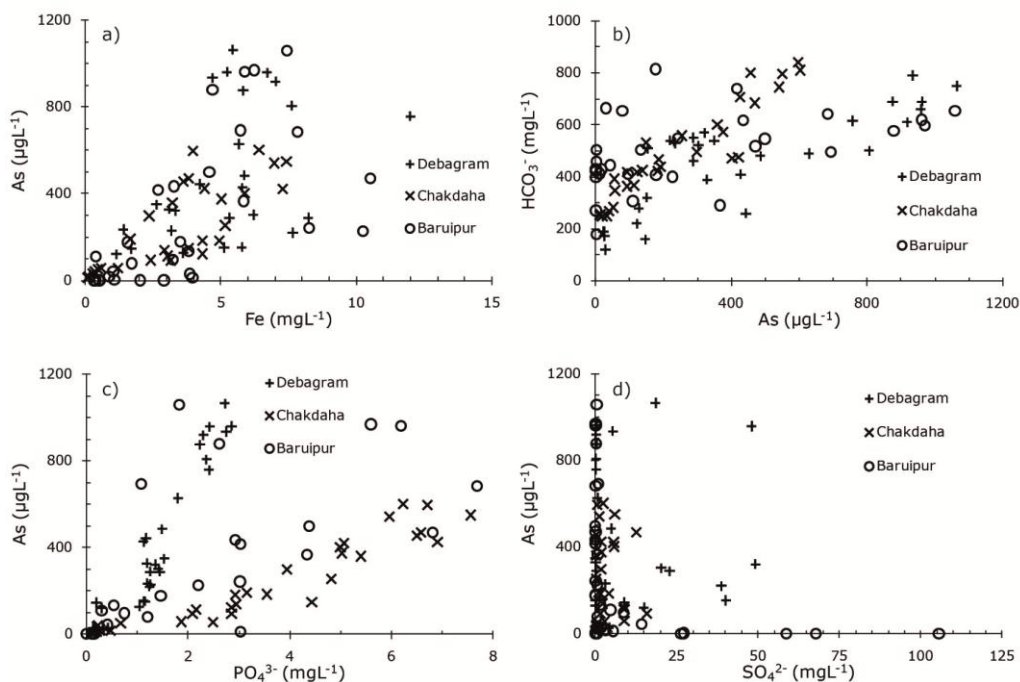 a)
As (µgL-1)
1200
800
400
0
0
5
10
15
Fe (mgL-1)
Debagram
Chakdaha
Baruipur
b)
HCO3-
1000
800
600
400
200
0
0
400
800
1200
As (µgL-1)
Debagram
Chakdaha
Baruipur
c)
As (µgL-1)
1200
800
400
0
0
2
4
6
8
PO43- (mgL-1)
Debagram
Chakdaha
Baruipur
d)
As (µgL-1)
1200
800
400
0
0
25
50
75
100
125
SO42- (mgL-1)
Debagram
Chakdaha
Baruipur